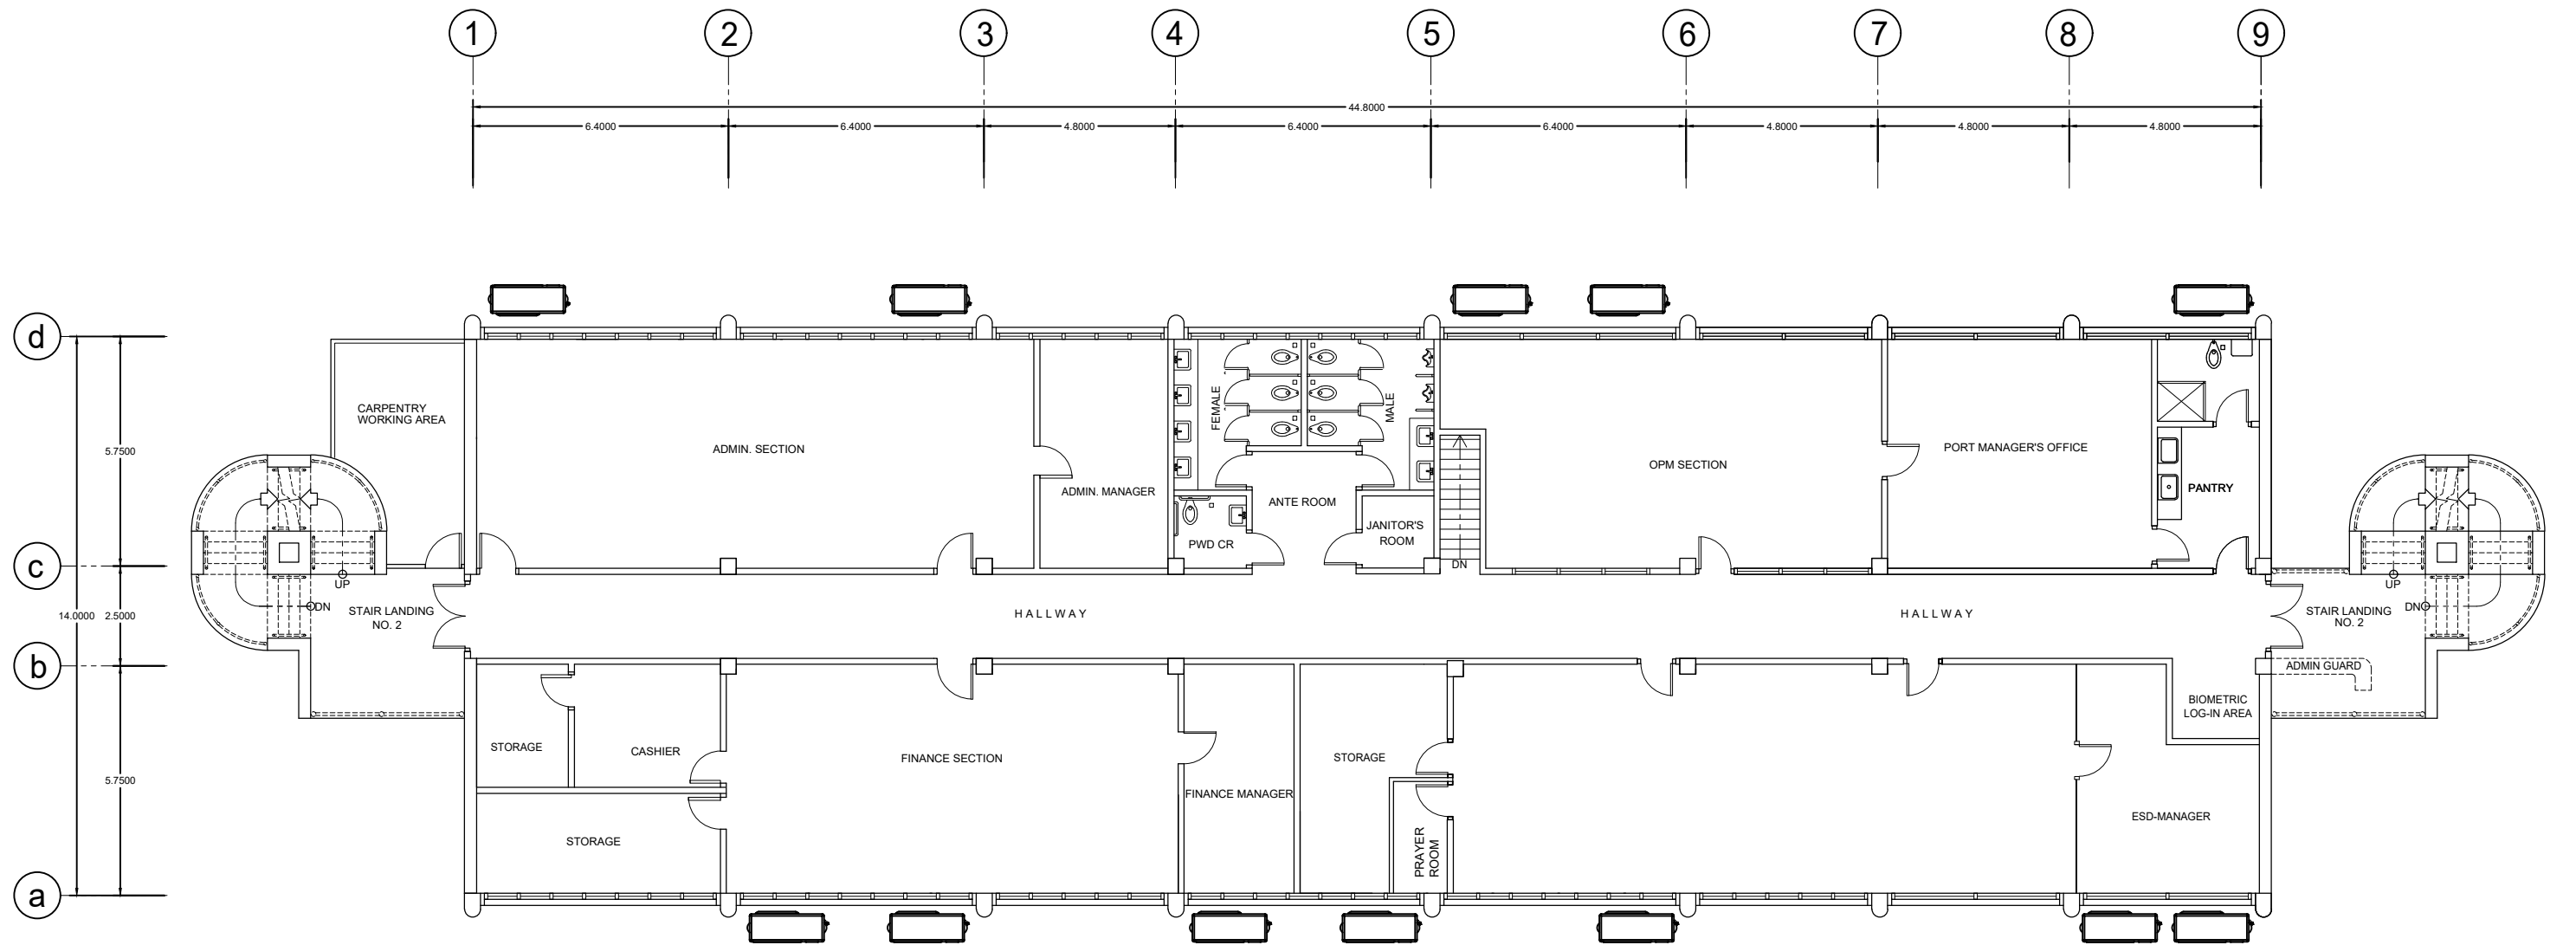 1
2
3
4
5
6
7
8
9
44.8000
6.4000
6.4000
4.8000
6.4000
6.4000
4.8000
4.8000
4.8000
d
c
b
a
14.0000
5.7500
2.5000
5.7500
CARPENTRY
WORKING AREA
ADMIN. SECTION
ADMIN. MANAGER
FEMALE
MALE
ANTE ROOM
PWD CR
JANITOR'S
ROOM
DN
OPM SECTION
PORT MANAGER'S OFFICE
PANTRY
UP
DN
STAIR LANDING
NO. 2
HALLWAY
HALLWAY
STAIR LANDING
NO. 2
UP
DN
ADMIN GUARD
BIOMETRIC
LOG-IN AREA
STORAGE
CASHIER
STORAGE
FINANCE SECTION
FINANCE MANAGER
STORAGE
PRAYER
ROOM
ESD-MANAGER